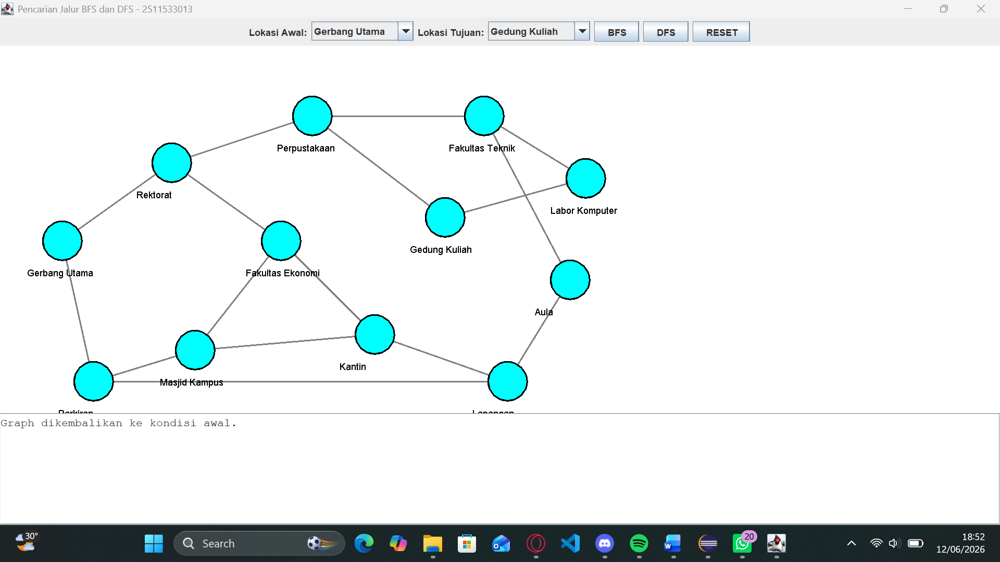 Pencarian Jalur BFS dan DFS - 2511533013
Lokasi Awal: Gerbang Utama Lokasi Tujuan: Gedung Kuliah BFS DFS RESET
Perpustakaan
Fakultas Teknik
Rektorat
Labor Komputer
Gedung Kuliah
Gerbang Utama
Fakultas Ekonomi
Aula
Kantin
Masjid Kampus
Parkiran
Lapangan
Graph dikembalikan ke kondisi awal.
30°
Search
20
18:52
12/06/2026